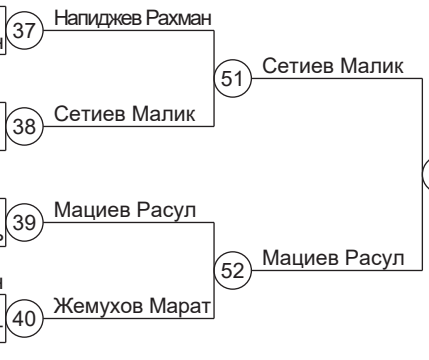 37 Напиджев Рахман
н
51 Сетиев Малик
38 Сетиев Малик
39 Мациев Расул
52 Мациев Расул
н
40 Жемухов Марат